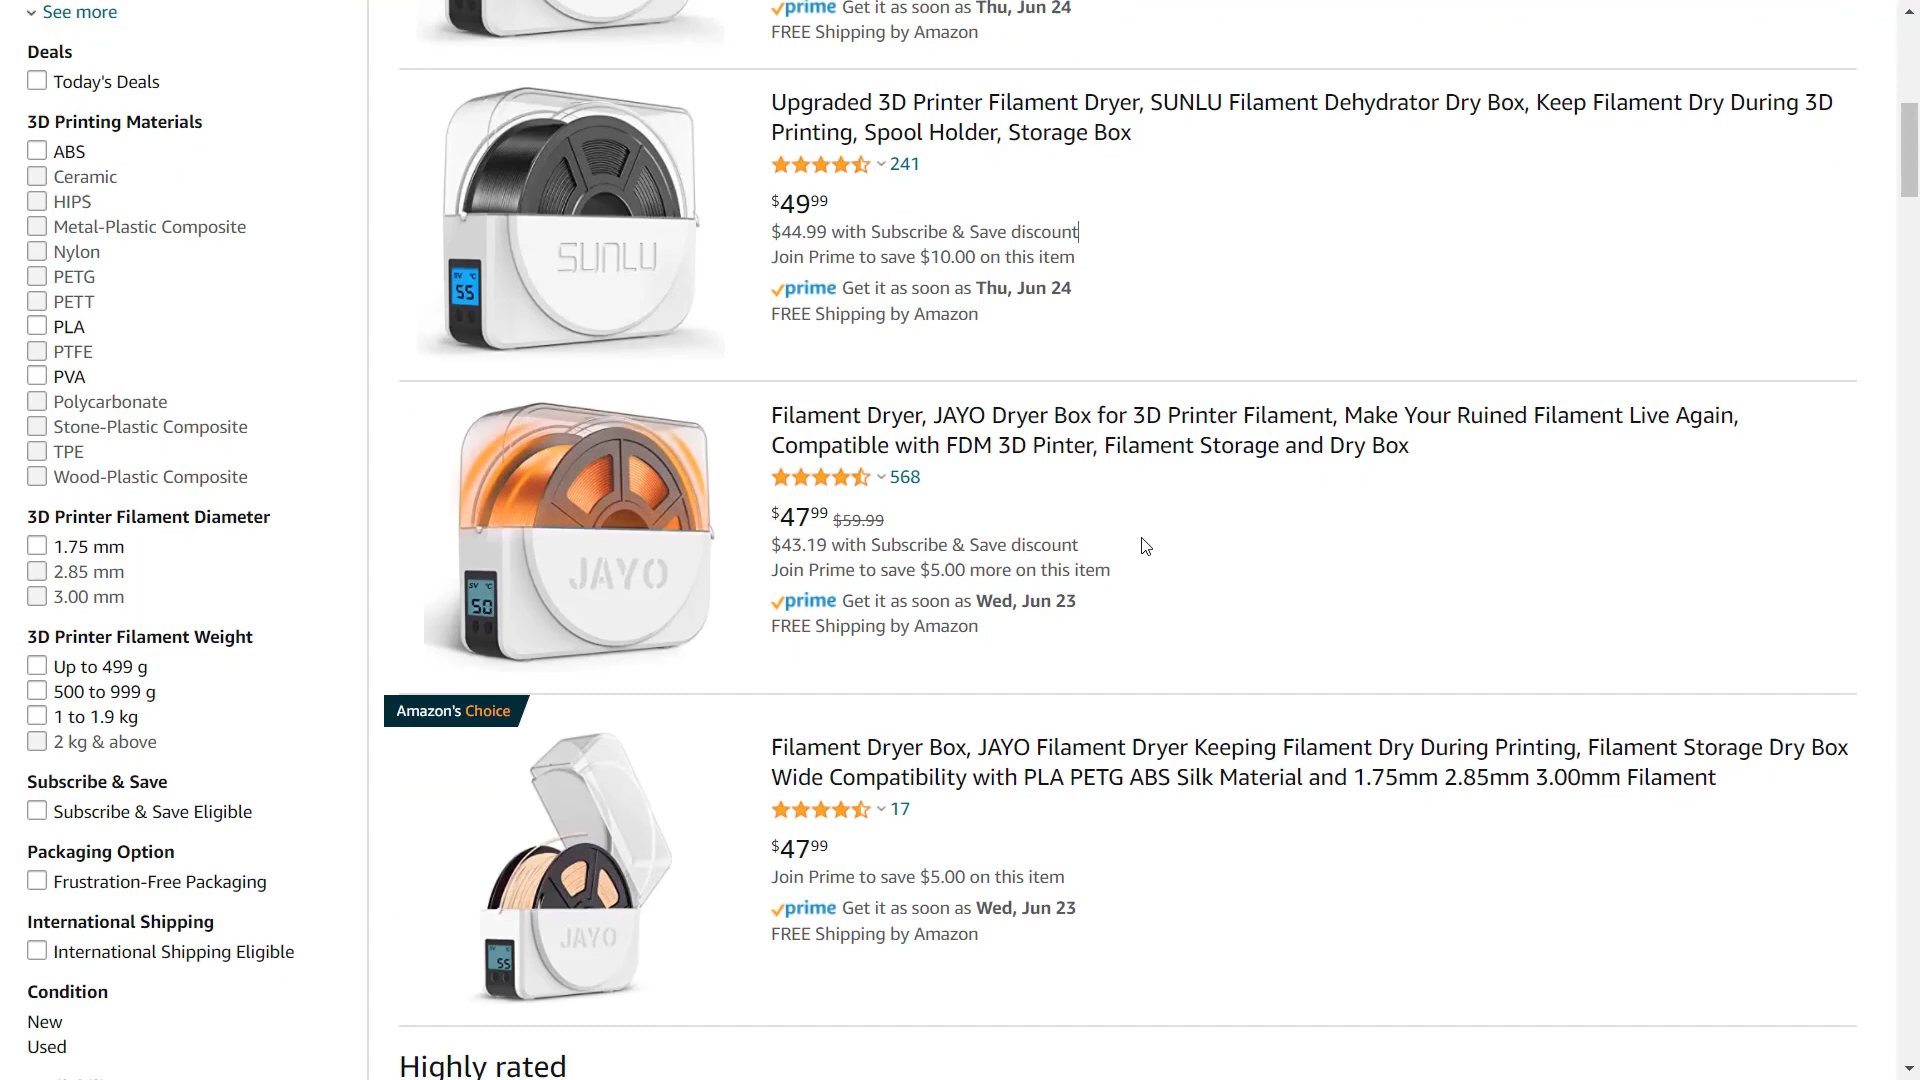 See more
Deals
Today's Deals
3D Printing Materials
ABS
Ceramic
HIPS
Metal-Plastic Composite
Nylon
PETG
PETT
PLA
PTFE
PVA
Polycarbonate
Stone-Plastic Composite
TPE
Wood-Plastic Composite
3D Printer Filament Diameter
1.75 mm
2.85 mm
3.00 mm
3D Printer Filament Weight
Up to 499 g
500 to 999 g
1 to 1.9 kg
2 kg & above
Subscribe & Save
Subscribe & Save Eligible
Packaging Option
Frustration-Free Packaging
International Shipping
International Shipping Eligible
Condition
New
Used
prime Get it as soon as Thu, Jun 24
FREE Shipping by Amazon
SUNLU
SV °C
55
Upgraded 3D Printer Filament Dryer, SUNLU Filament Dehydrator Dry Box, Keep Filament Dry During 3D
Printing, Spool Holder, Storage Box
241
$49.99
$44.99 with Subscribe & Save discount
Join Prime to save $10.00 on this item
prime Get it as soon as Thu, Jun 24
FREE Shipping by Amazon
JAYO
SV °C
50
Filament Dryer, JAYO Dryer Box for 3D Printer Filament, Make Your Ruined Filament Live Again,
Compatible with FDM 3D Pinter, Filament Storage and Dry Box
568
$47.99 $59.99
$43.19 with Subscribe & Save discount
Join Prime to save $5.00 more on this item
prime Get it as soon as Wed, Jun 23
FREE Shipping by Amazon
Amazon's Choice
JAYO
55
Filament Dryer Box, JAYO Filament Dryer Keeping Filament Dry During Printing, Filament Storage Dry Box
Wide Compatibility with PLA PETG ABS Silk Material and 1.75mm 2.85mm 3.00mm Filament
17
$47.99
Join Prime to save $5.00 on this item
prime Get it as soon as Wed, Jun 23
FREE Shipping by Amazon
Highly rated